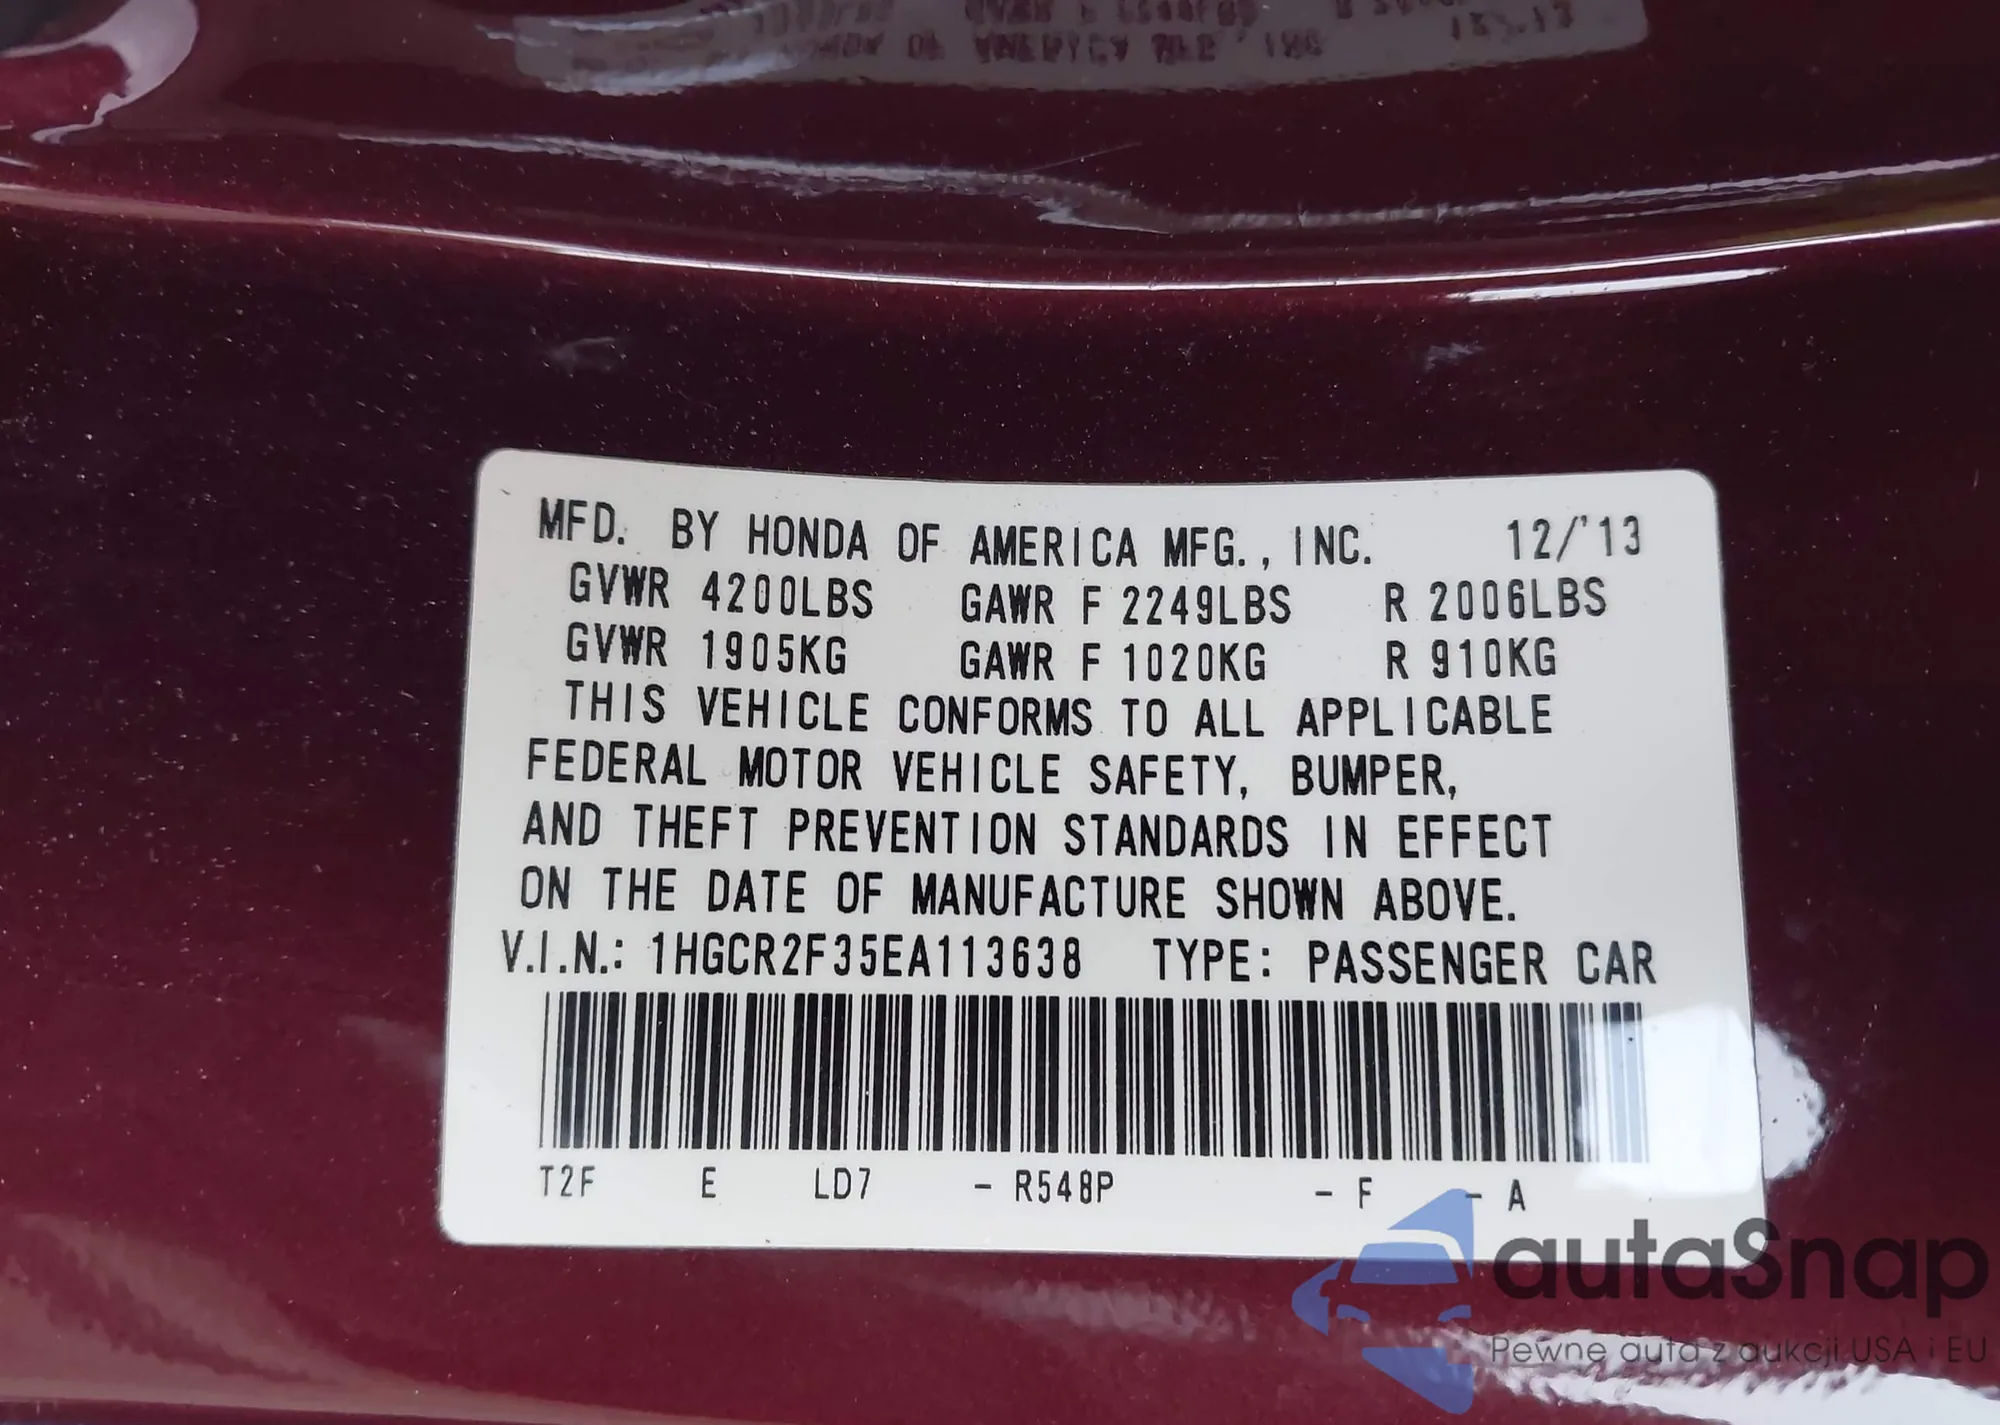 MFD. BY HONDA OF AMERICA MFG., INC. 12/'13
GVWR 4200LBS GAWR F 2249LBS R 2006LBS
GVWR 1905KG GAWR F 1020KG R 910KG
THIS VEHICLE CONFORMS TO ALL APPLICABLE
FEDERAL MOTOR VEHICLE SAFETY, BUMPER,
AND THEFT PREVENTION STANDARDS IN EFFECT
ON THE DATE OF MANUFACTURE SHOWN ABOVE.
V.I.N.: 1HGCR2F35EA113638 TYPE: PASSENGER CAR
T2F E LD7 - R548P - F - A
autaSnap
Pewne auta z aukcji USA i EU